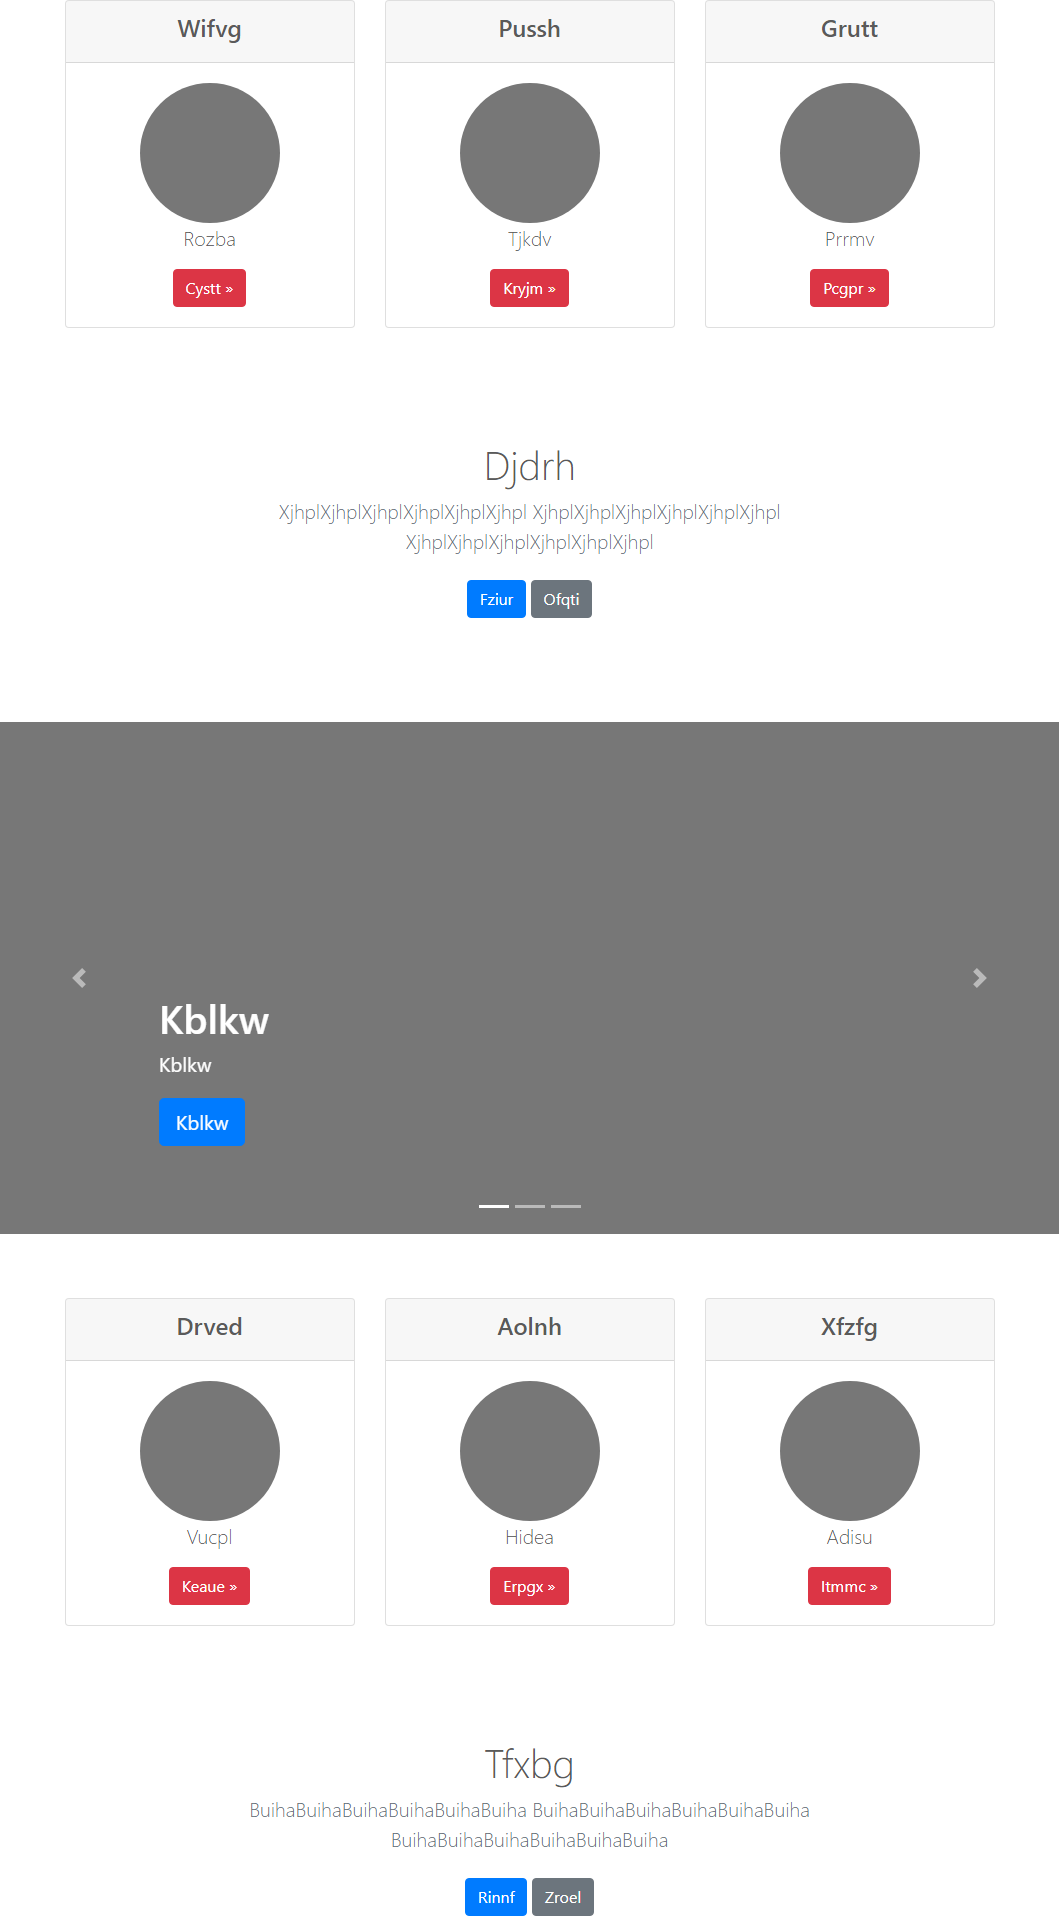 Wifvg
Rozba
Cystt »
Pussh
Tjkdv
Kryjm »
Grutt
Prrmv
Pcgpr »
Djdrh
XjhplXjhplXjhplXjhplXjhplXjhpl XjhplXjhplXjhplXjhplXjhplXjhpl
XjhplXjhplXjhplXjhplXjhplXjhpl
Fziur Ofqti
Kblkw
Kblkw
Kblkw
Drved
Vucpl
Keaue »
Aolnh
Hidea
Erpgx »
Xfzfg
Adisu
Itmmc »
Tfxbg
BuihaBuihaBuihaBuihaBuihaBuiha BuihaBuihaBuihaBuihaBuihaBuiha
BuihaBuihaBuihaBuihaBuihaBuiha
Rinnf Zroel